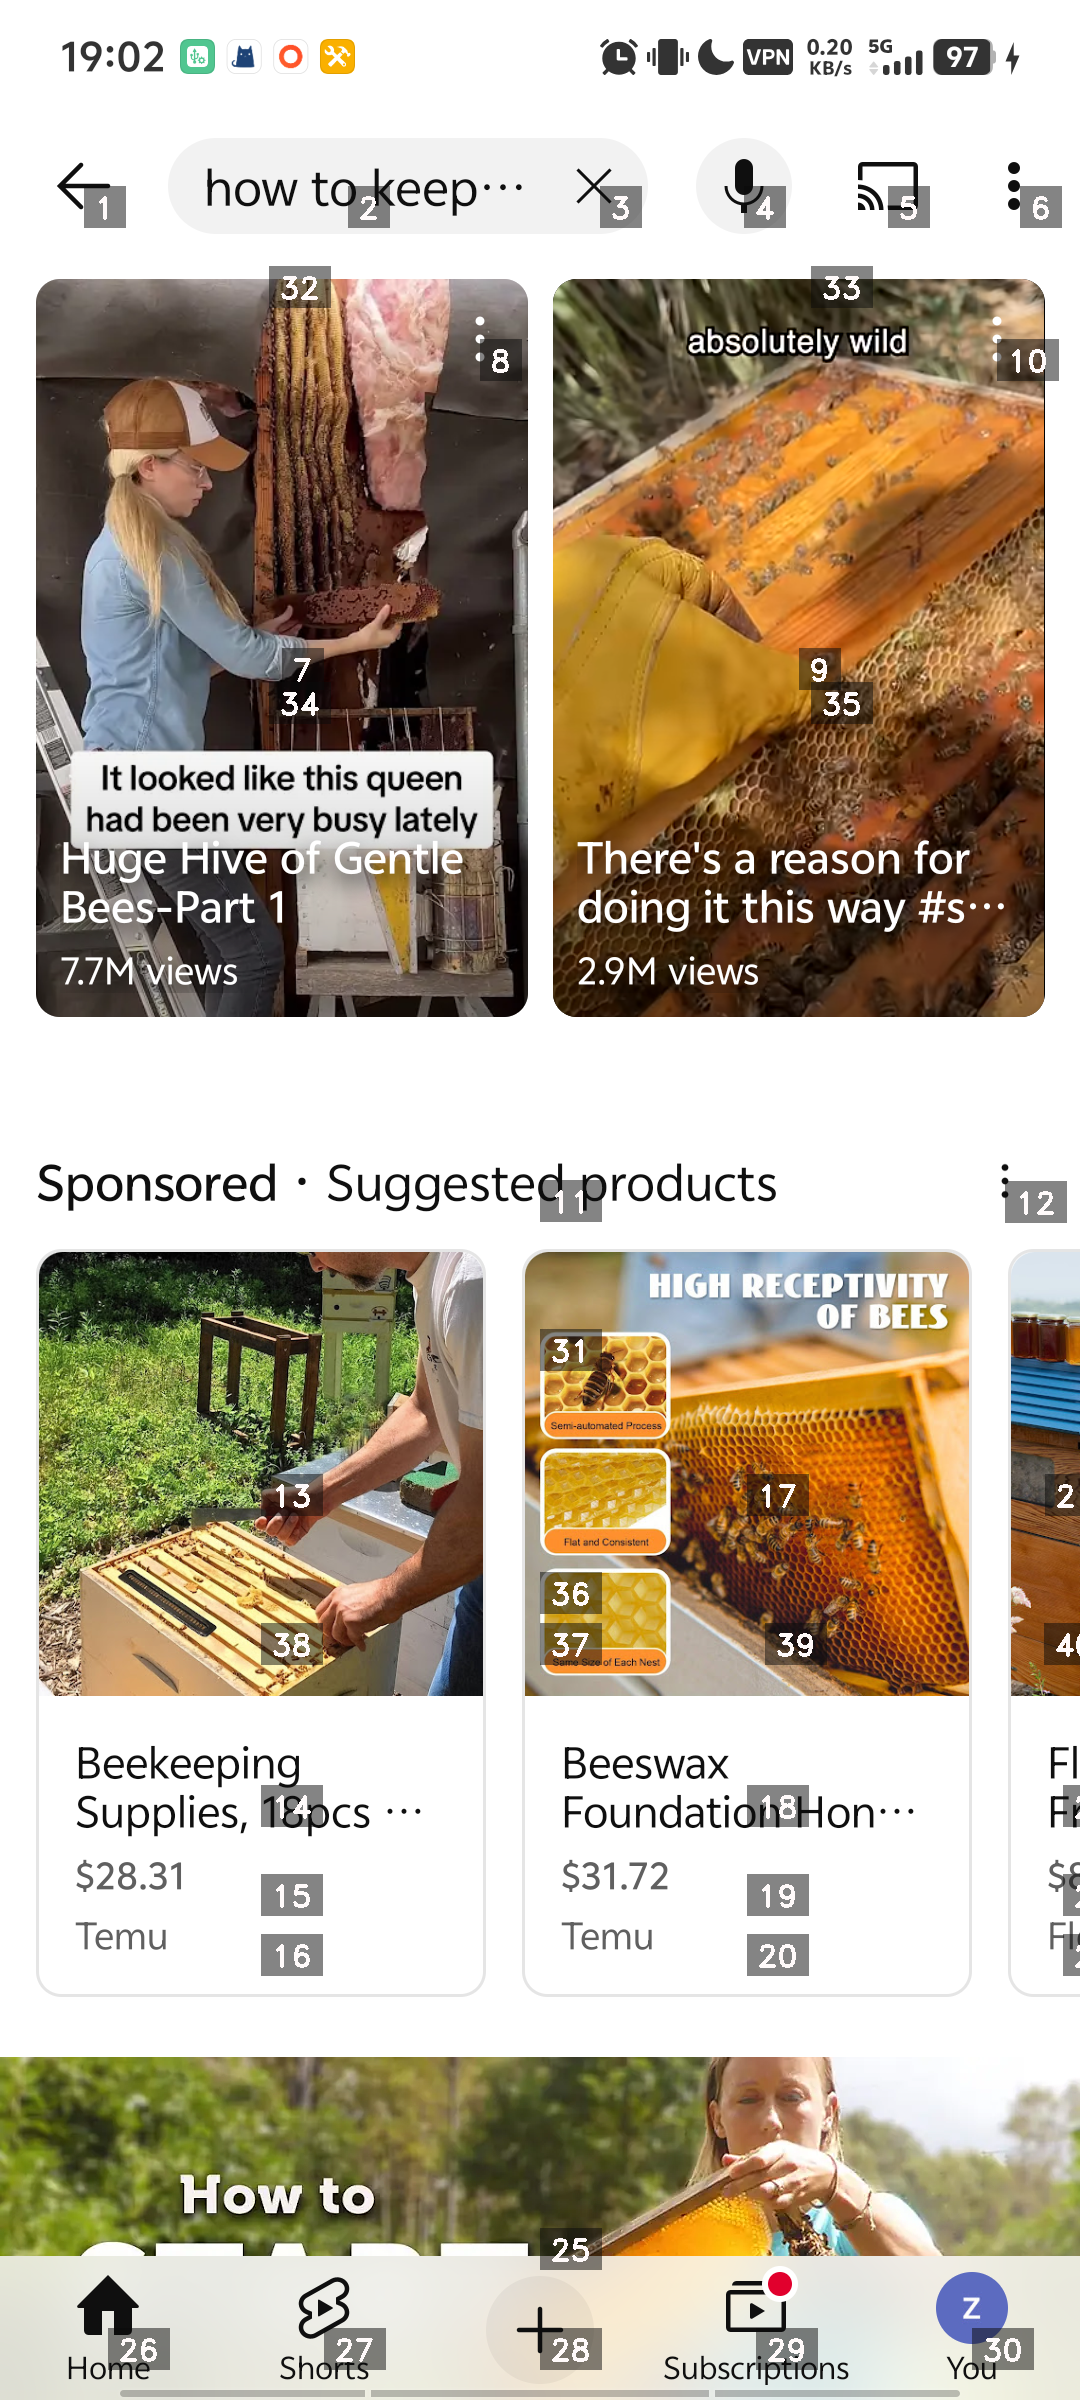 19:02
VPN
0.20
KB/s
5G
97
how to keep...
1
2
3
4
5
6
32
33
absolutely wild
8
10
7
34
9
35
It looked like this queen
had been very busy lately
Huge Hive of Gentle
Bees-Part 1
7.7M views
There's a reason for
doing it this way #s...
2.9M views
Sponsored · Suggested products
11
12
HIGH RECEPTIVITY
OF BEES
31
Semi-automated Process
13
17
2
Flat and Consistent
36
37
38
39
Same Size of Each Nest
Beekeeping
Supplies, 18pcs ...
14
$28.31
15
Temu
16
Beeswax
Foundation Hon...
18
$31.72
19
Temu
20
How to
START
25
Home
26
Shorts
27
28
Subscriptions
29
Z
You
30